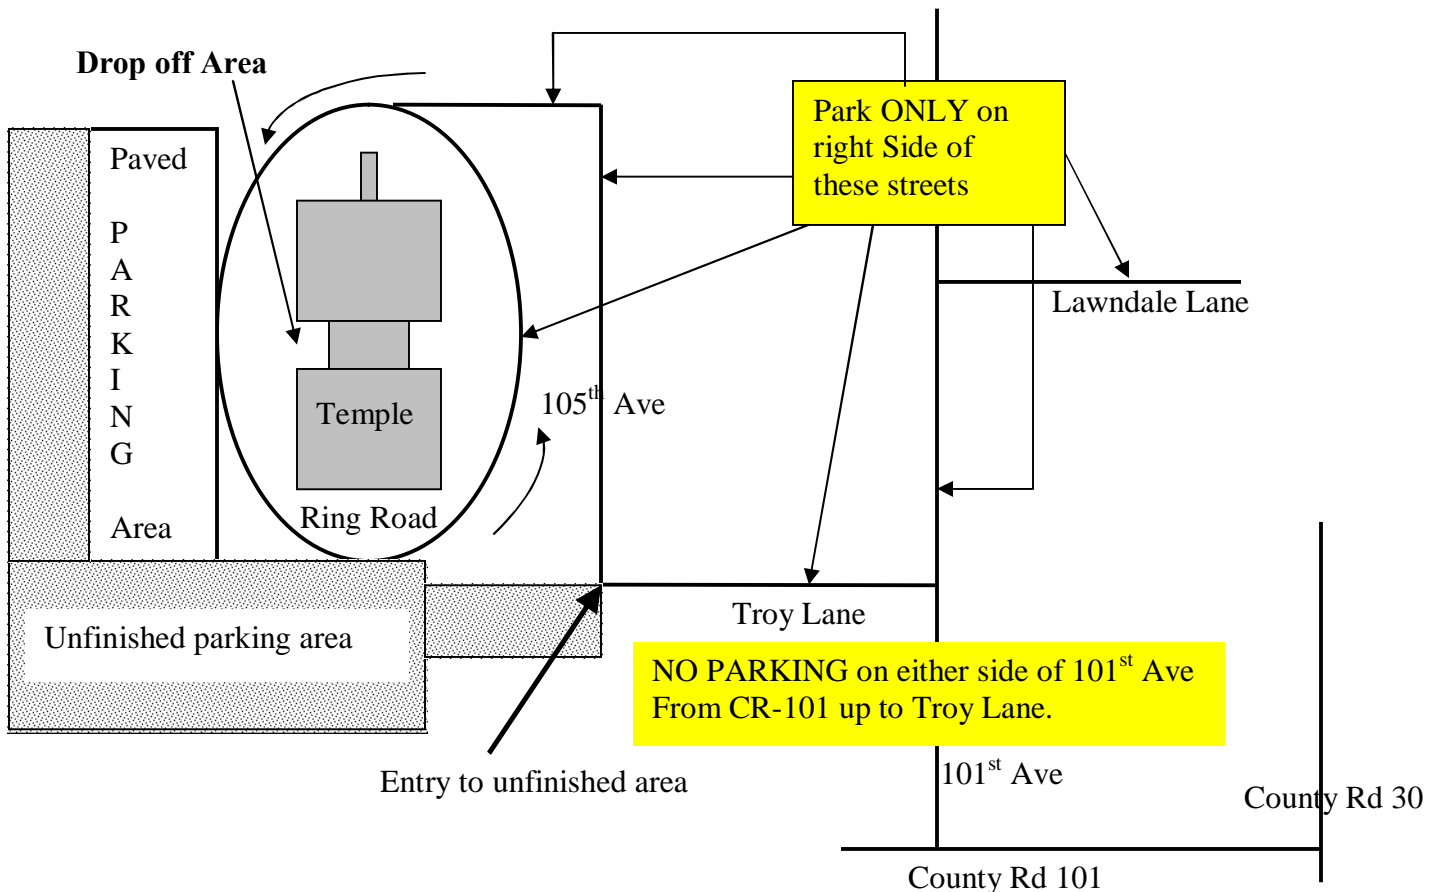 Drop off Area
Park ONLY on
right Side of
these streets
Paved
P
A
R
K
I
N
G
Area
Lawndale Lane
105th Ave
Temple
Ring Road
Troy Lane
Unfinished parking area
NO PARKING on either side of 101st Ave
From CR-101 up to Troy Lane.
Entry to unfinished area
101st Ave
County Rd 30
County Rd 101